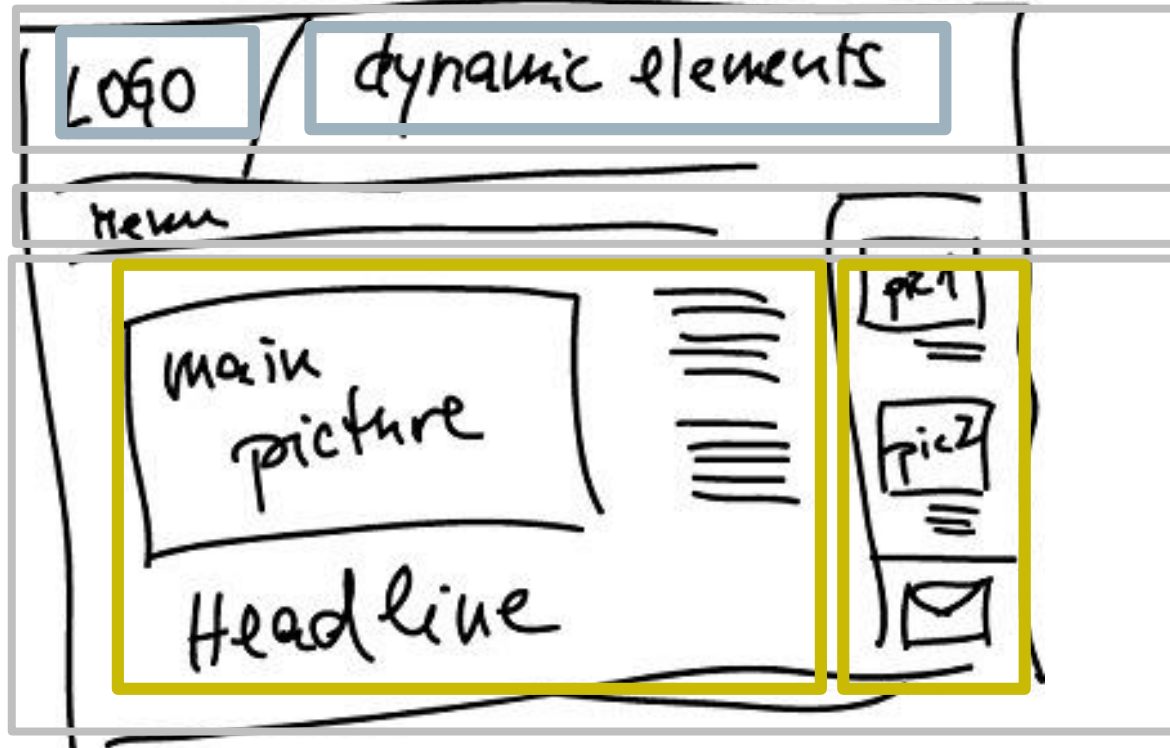 LOGO
dynamic elements
Menu
main
picture
Headline
pic1
pic2